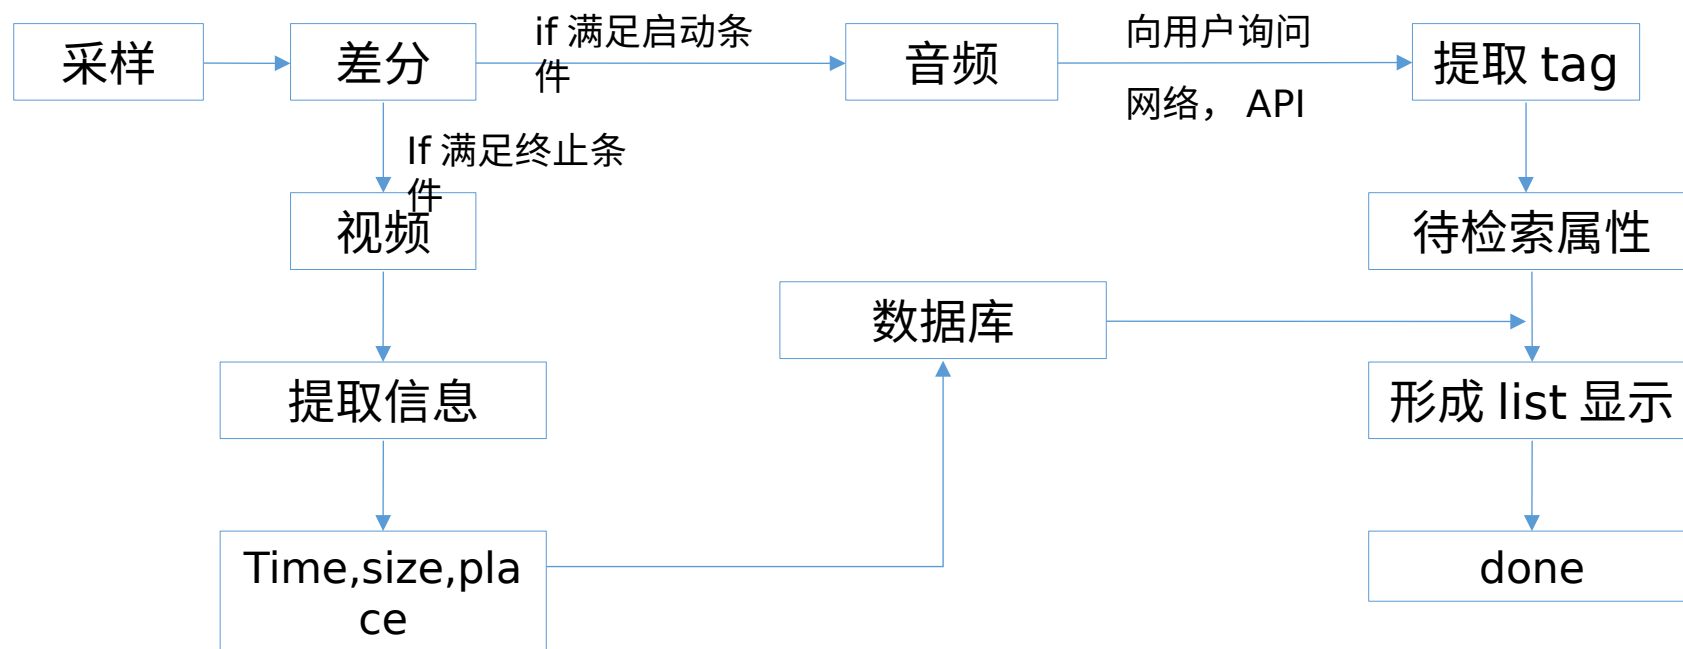 采样
差分
if 满足启动条
件
音频
向用户询问
网络， API
提取 tag
If 满足终止条
件
视频
待检索属性
数据库
提取信息
形成 list 显示
Time,size,pla
ce
done